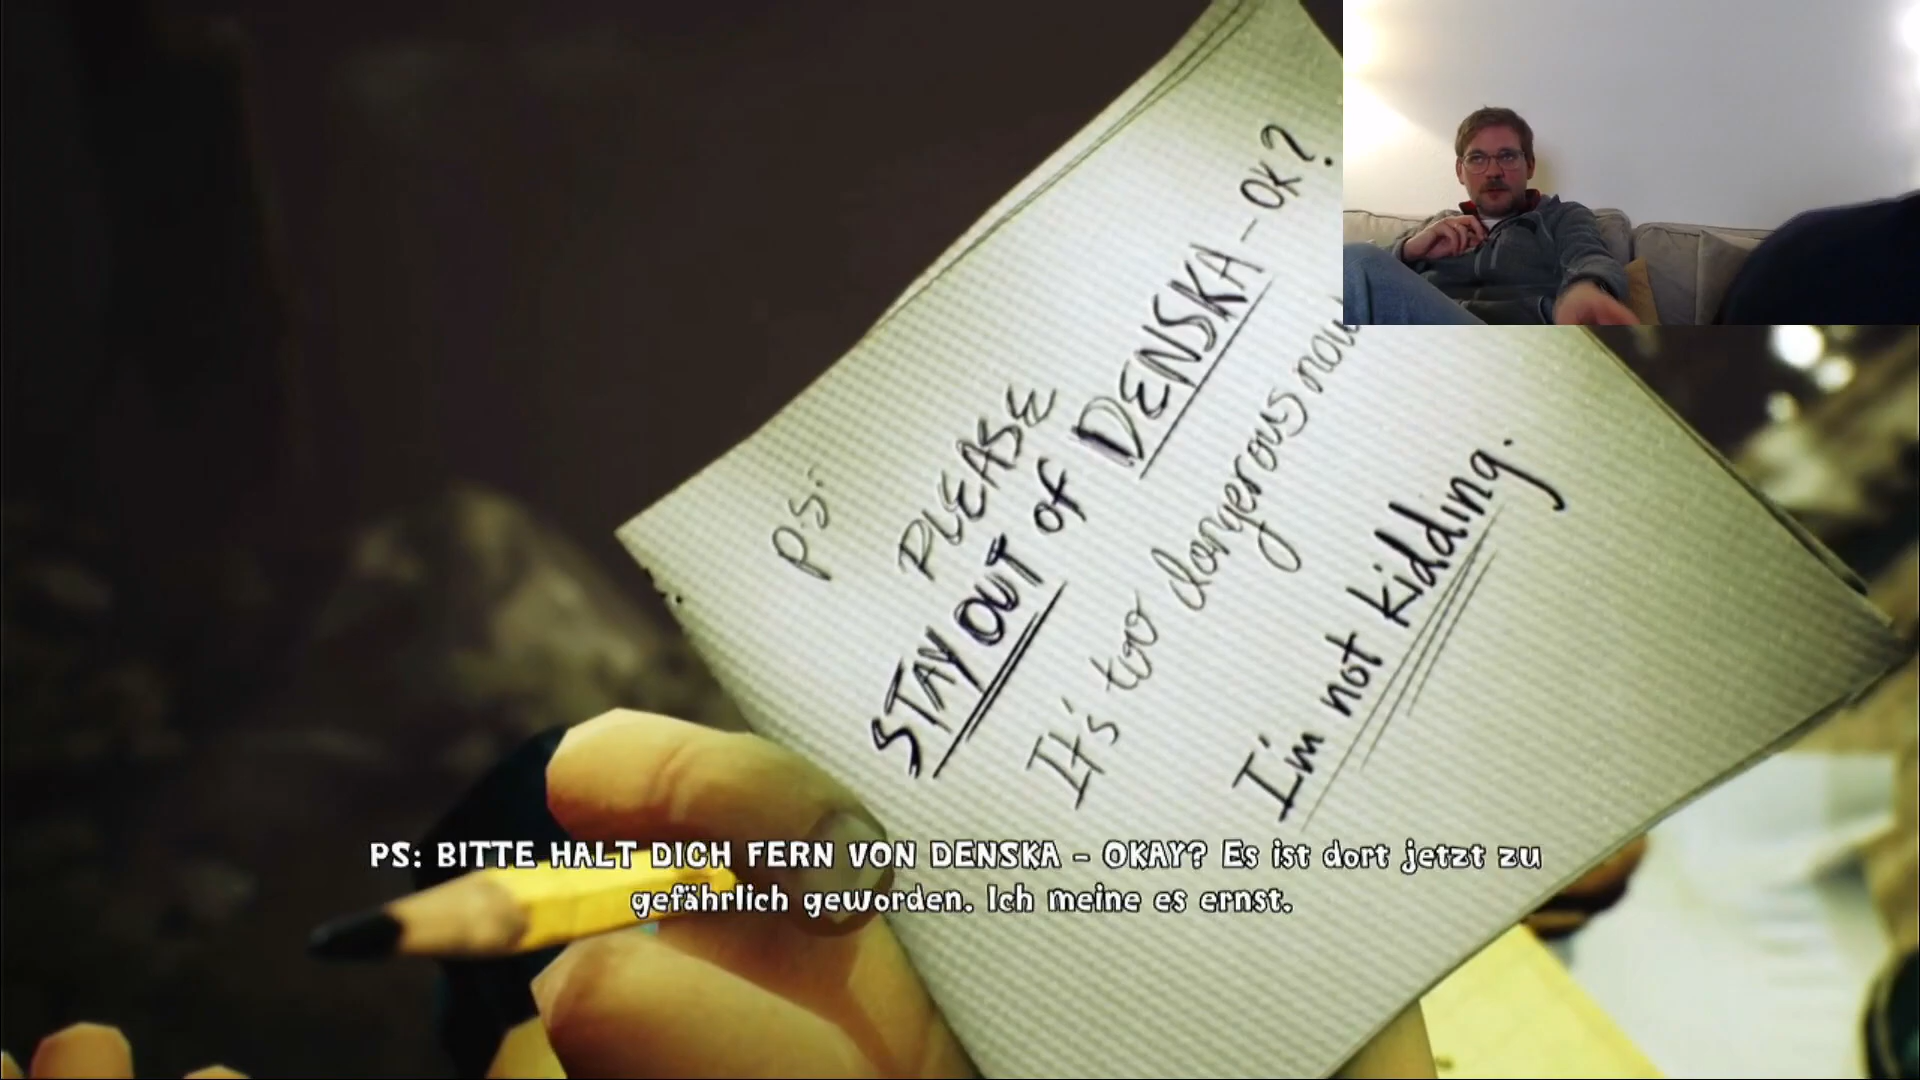 PS:
PLEASE
STAY OUT of DENSKA - OK?
It's too dangerous now
I'm not kidding.
PS: BITTE HALT DICH FERN VON DENSKA – OKAY? Es ist dort jetzt zu
gefährlich geworden. Ich meine es ernst.